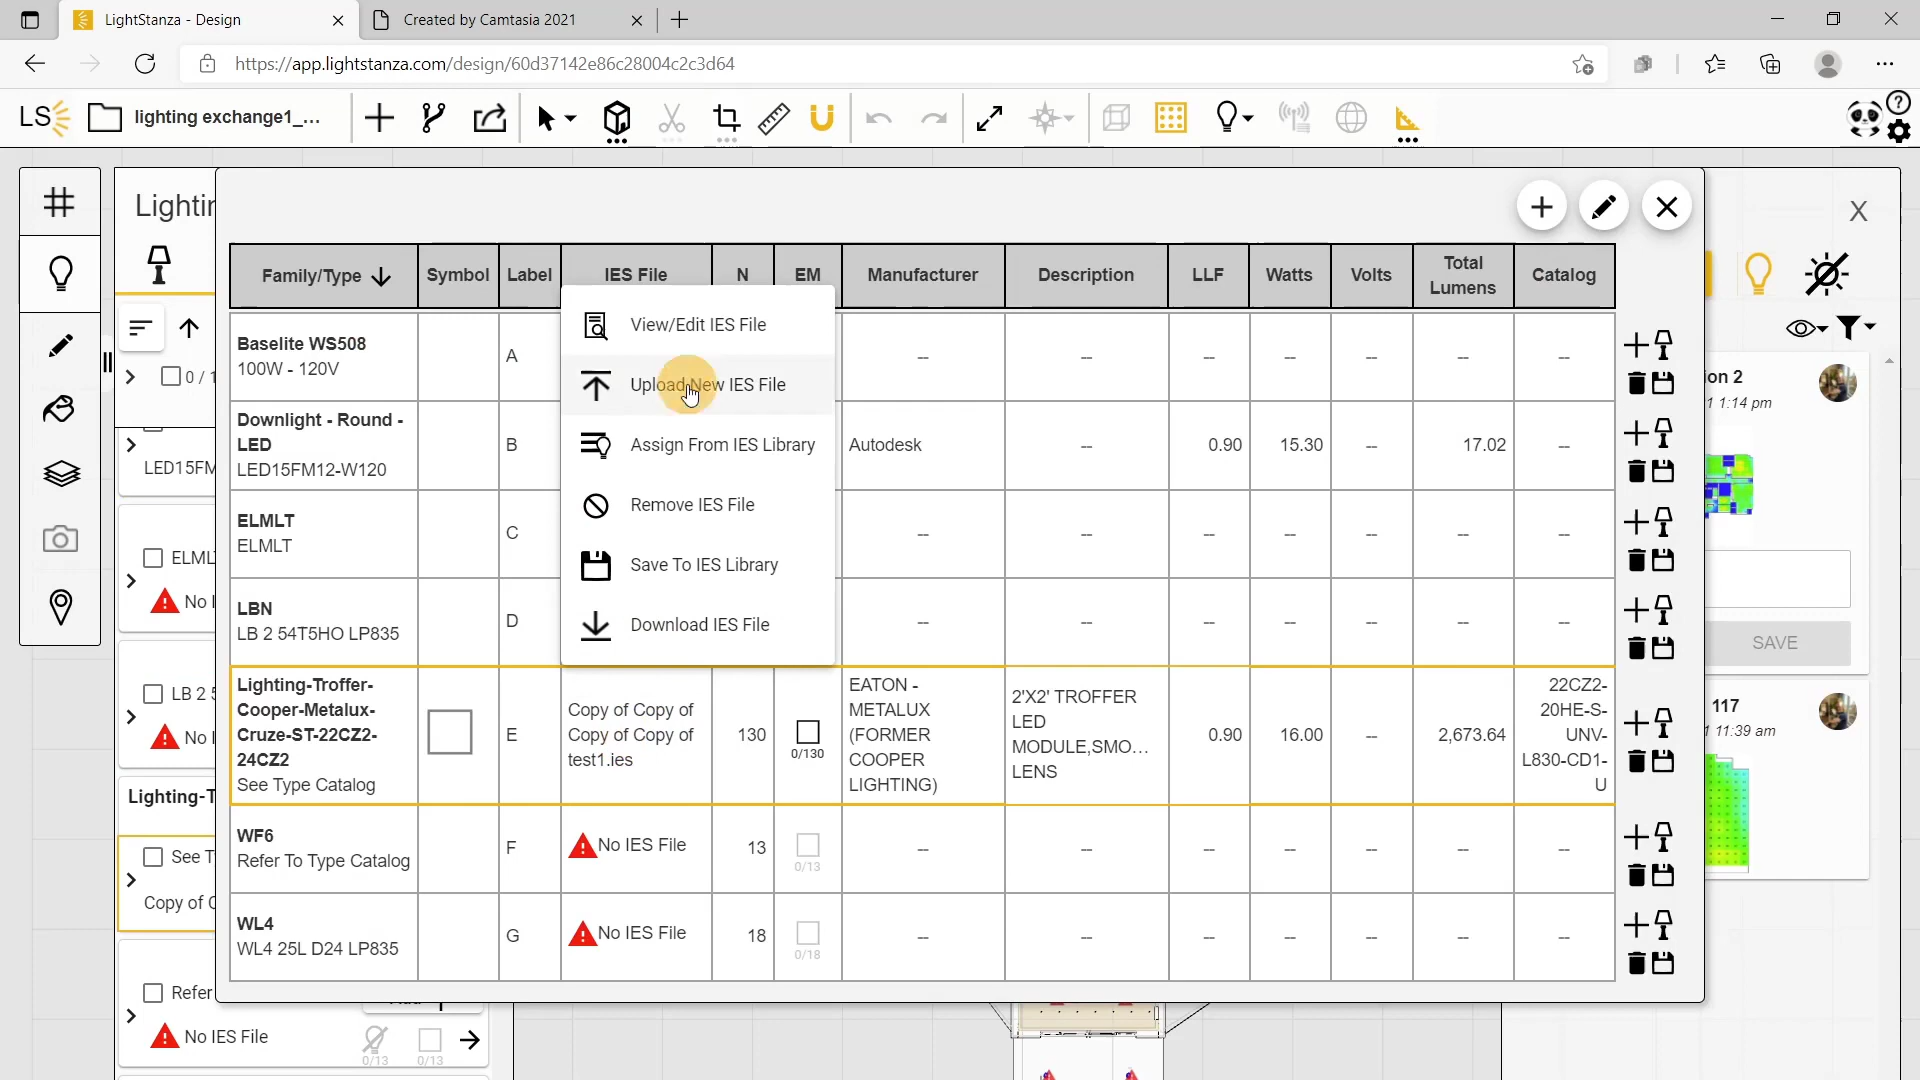 LightStanza - Design
Created by Camtasia 2021
https://app.lightstanza.com/design/60d37142e86c28004c2c3d64
LS
lighting exchange1_...
Lightin
X
Family/Type
Symbol
Label
IES File
N
EM
Manufacturer
Description
LLF
Watts
Volts
Total
Lumens
Catalog
Baselite WS508
100W - 120V
A
--
--
--
--
--
--
--
Downlight - Round -
LED
LED15FM12-W120
B
Autodesk
--
0.90
15.30
--
17.02
--
ELMLT
ELMLT
C
--
--
--
--
--
--
--
LBN
LB 2 54T5HO LP835
D
--
--
--
--
--
--
--
Lighting-Troffer-
Cooper-Metalux-
Cruze-ST-22CZ2-
24CZ2
See Type Catalog
E
Copy of Copy of
Copy of Copy of
test1.ies
130
0/130
EATON -
METALUX
(FORMER
COOPER
LIGHTING)
2'X2' TROFFER
LED
MODULE,SMO...
LENS
0.90
16.00
--
2,673.64
22CZ2-
20HE-S-
UNV-
L830-CD1-
U
WF6
Refer To Type Catalog
F
No IES File
13
0/13
--
--
--
--
--
--
--
WL4
WL4 25L D24 LP835
G
No IES File
18
0/18
--
--
--
--
--
--
--
View/Edit IES File
Upload New IES File
Assign From IES Library
Remove IES File
Save To IES Library
Download IES File
0 / 1
LED15FM
ELML
No I
LB 2 5
No I
Lighting-T
See T
Copy of C
Refer
No IES File
0/13
0/13
ion 2
1 1:14 pm
SAVE
117
11:39 am